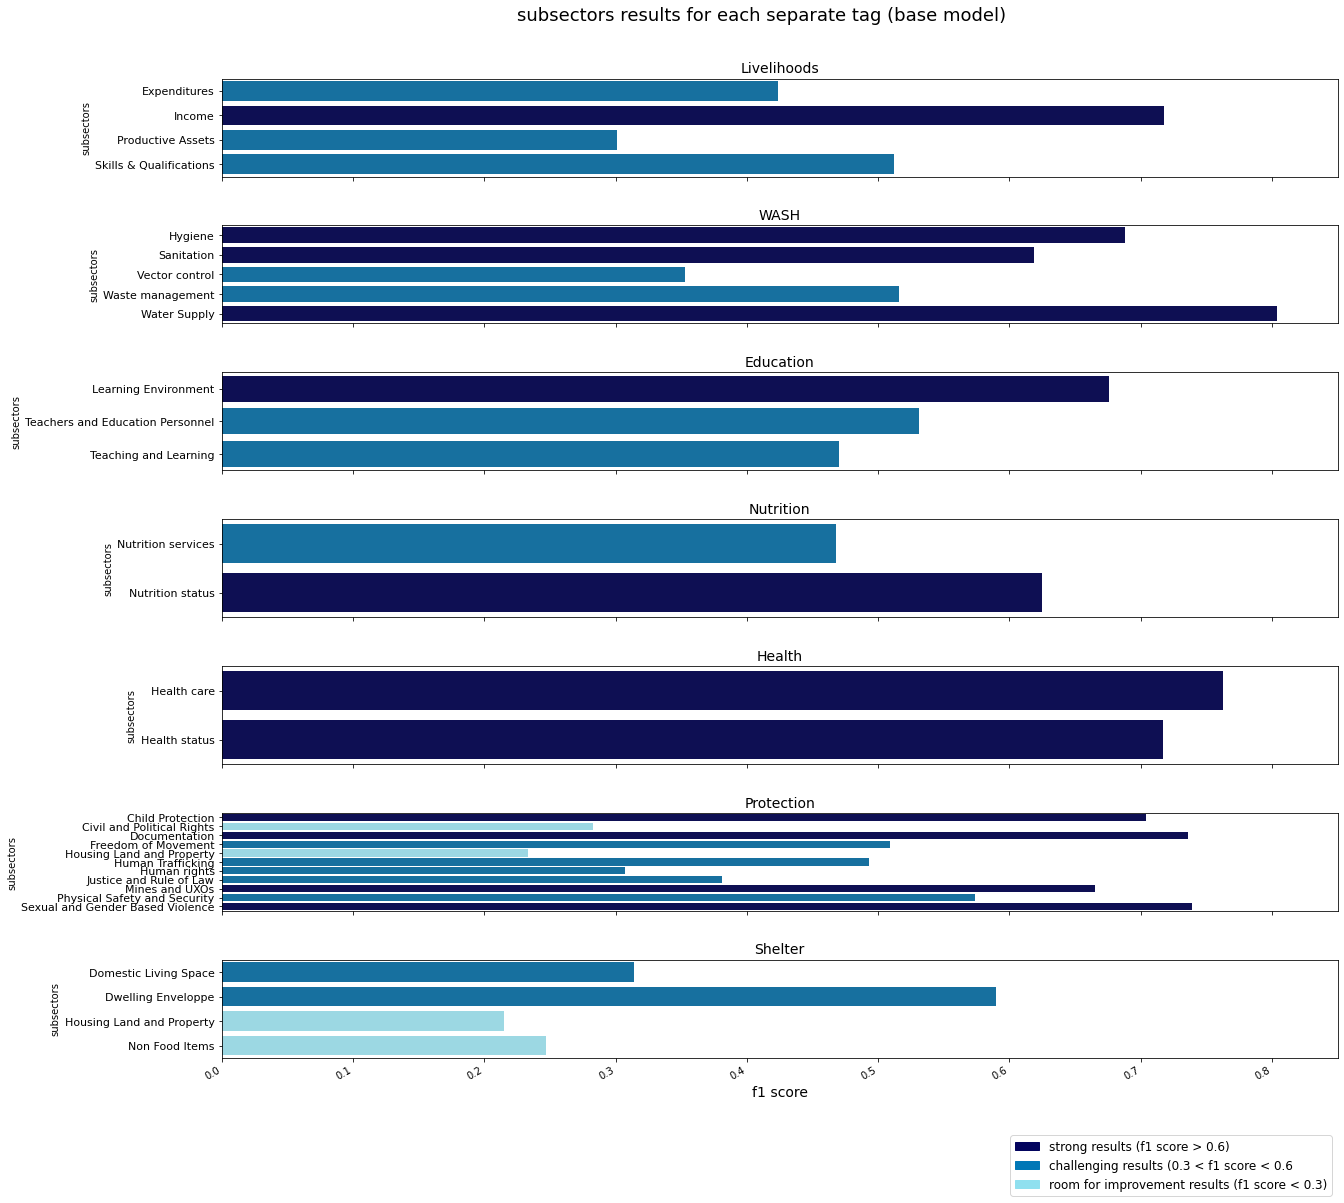 subsectors results for each separate tag (base model)
Livelihoods
subsectors
Expenditures
Income
Productive Assets
Skills & Qualifications
WASH
subsectors
Hygiene
Sanitation
Vector control
Waste management
Water Supply
Education
subsectors
Learning Environment
Teachers and Education Personnel
Teaching and Learning
Nutrition
subsectors
Nutrition services
Nutrition status
Health
subsectors
Health care
Health status
Protection
subsectors
Child Protection
Civil and Political Rights
Documentation
Freedom of Movement
Housing Land and Property
Human Trafficking
Human rights
Justice and Rule of Law
Mines and UXOs
Physical Safety and Security
Sexual and Gender Based Violence
Shelter
subsectors
Domestic Living Space
Dwelling Enveloppe
Housing Land and Property
Non Food Items
0.0 0.1 0.2 0.3 0.4 0.5 0.6 0.7 0.8
f1 score
strong results (f1 score > 0.6)
challenging results (0.3 < f1 score < 0.6
room for improvement results (f1 score < 0.3)